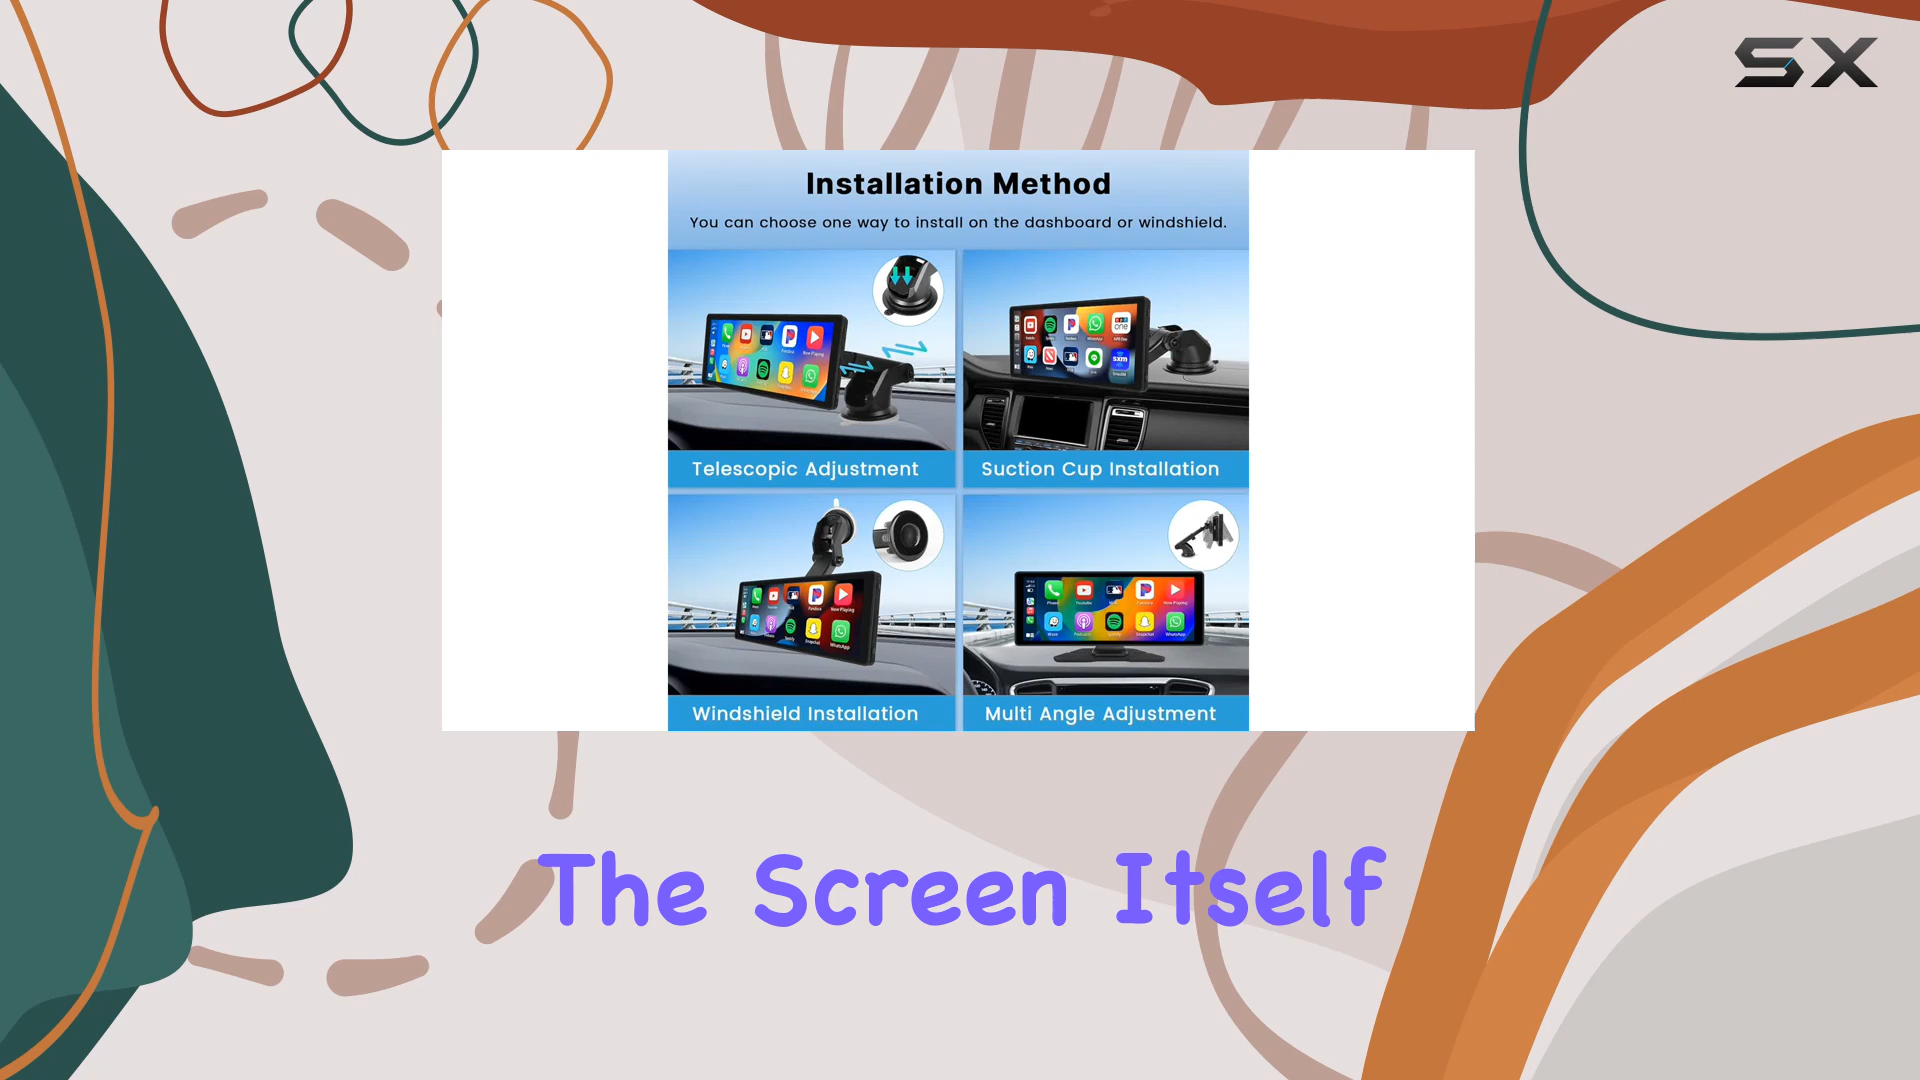 SX
Installation Method
You can choose one way to install on the dashboard or windshield.
Telescopic Adjustment
Suction Cup Installation
Windshield Installation
Multi Angle Adjustment
The Screen Itself